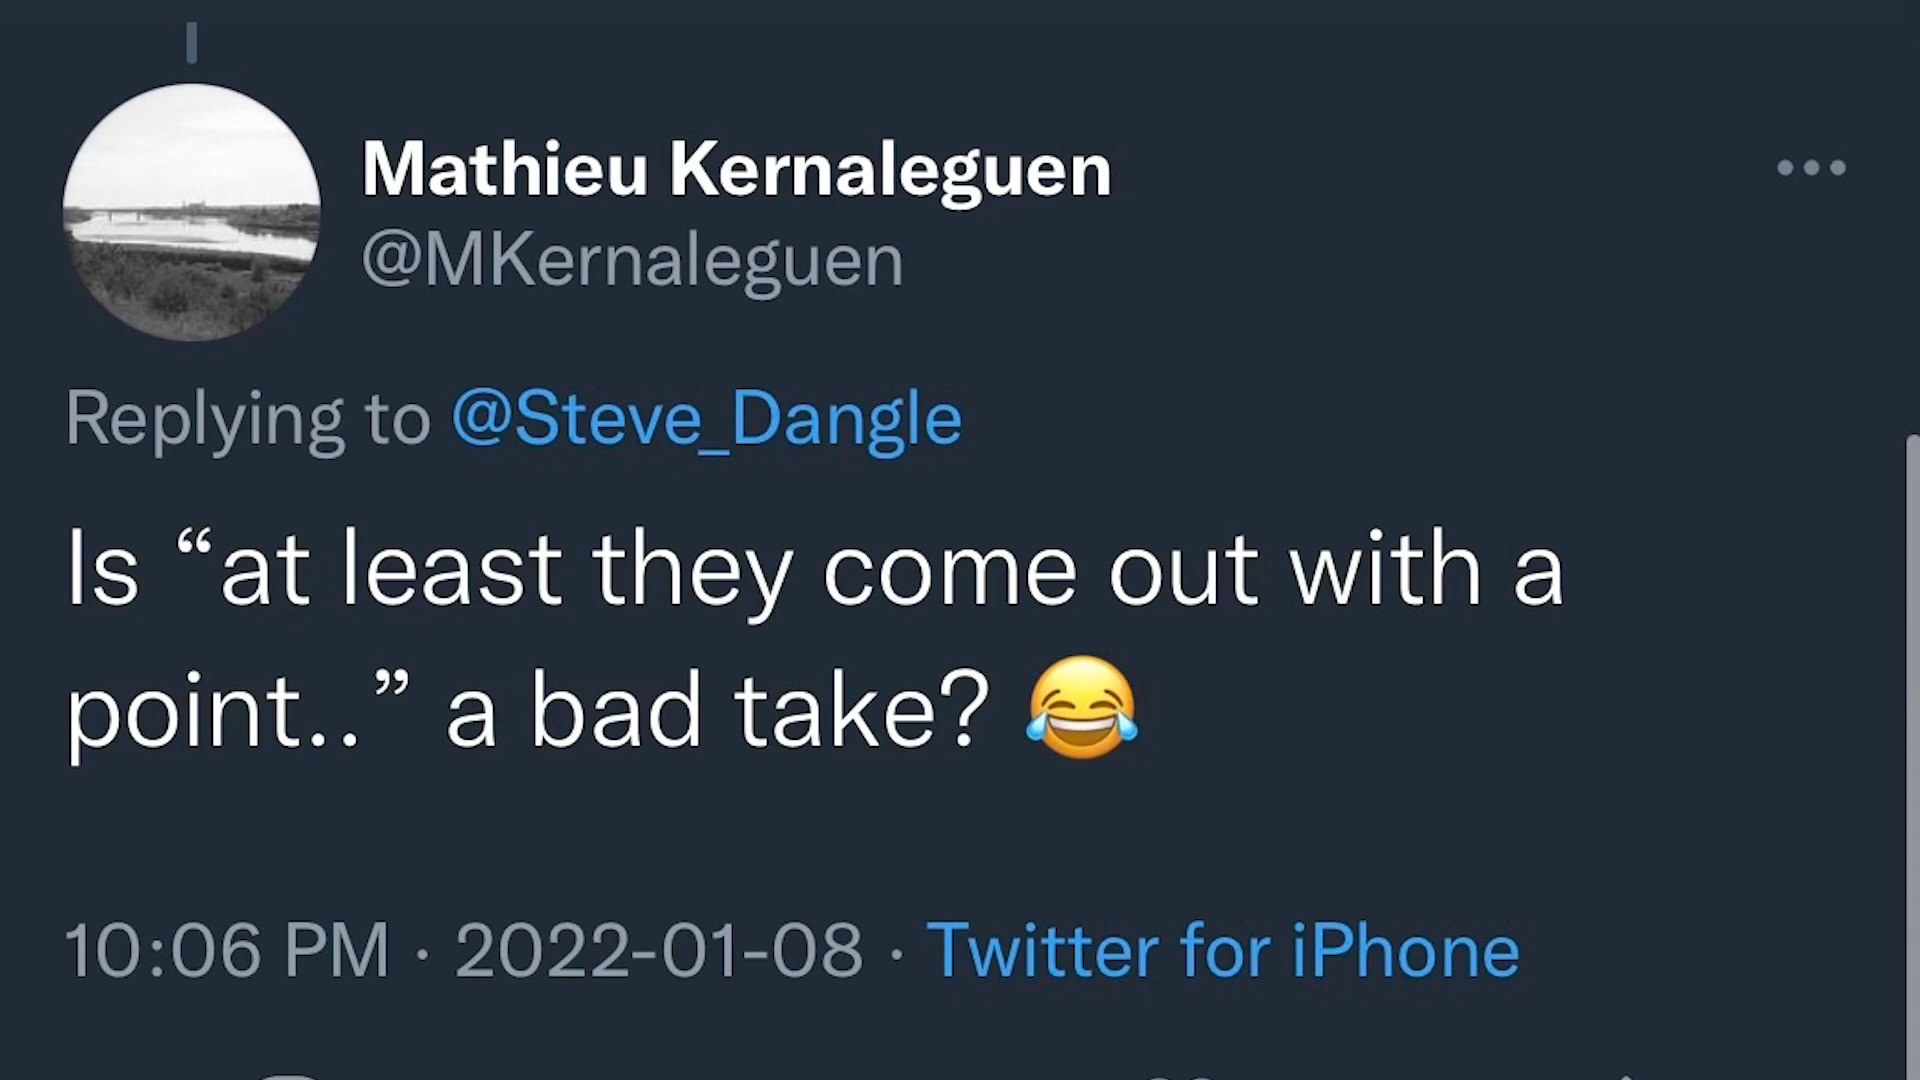 Mathieu Kernaleguen
@MKernaleguen
Replying to @Steve_Dangle
Is “at least they come out with a
point..” a bad take? 😂
10:06 PM · 2022-01-08 · Twitter for iPhone